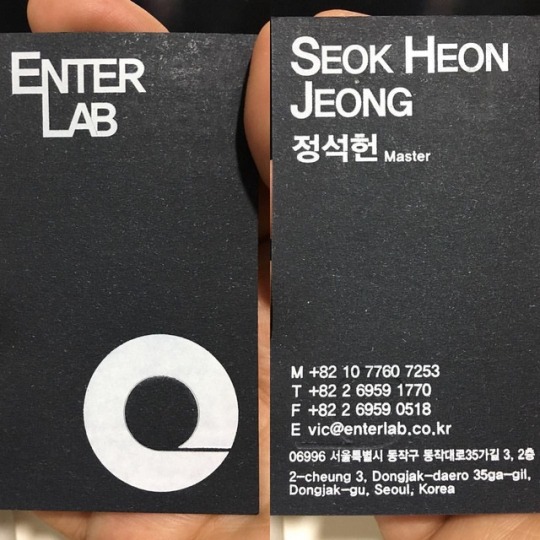 ENTER
LAB
SEOK HEON
JEONG
정석헌 Master
M +82 10 7760 7253
T +82 2 6959 1770
F +82 2 6959 0518
E vic@enterlab.co.kr
06996 서울특별시 동작구 동작대로35가길 3, 2층
2-cheung 3, Dongjak-daero 35ga-gil,
Dongjak-gu, Seoul, Korea